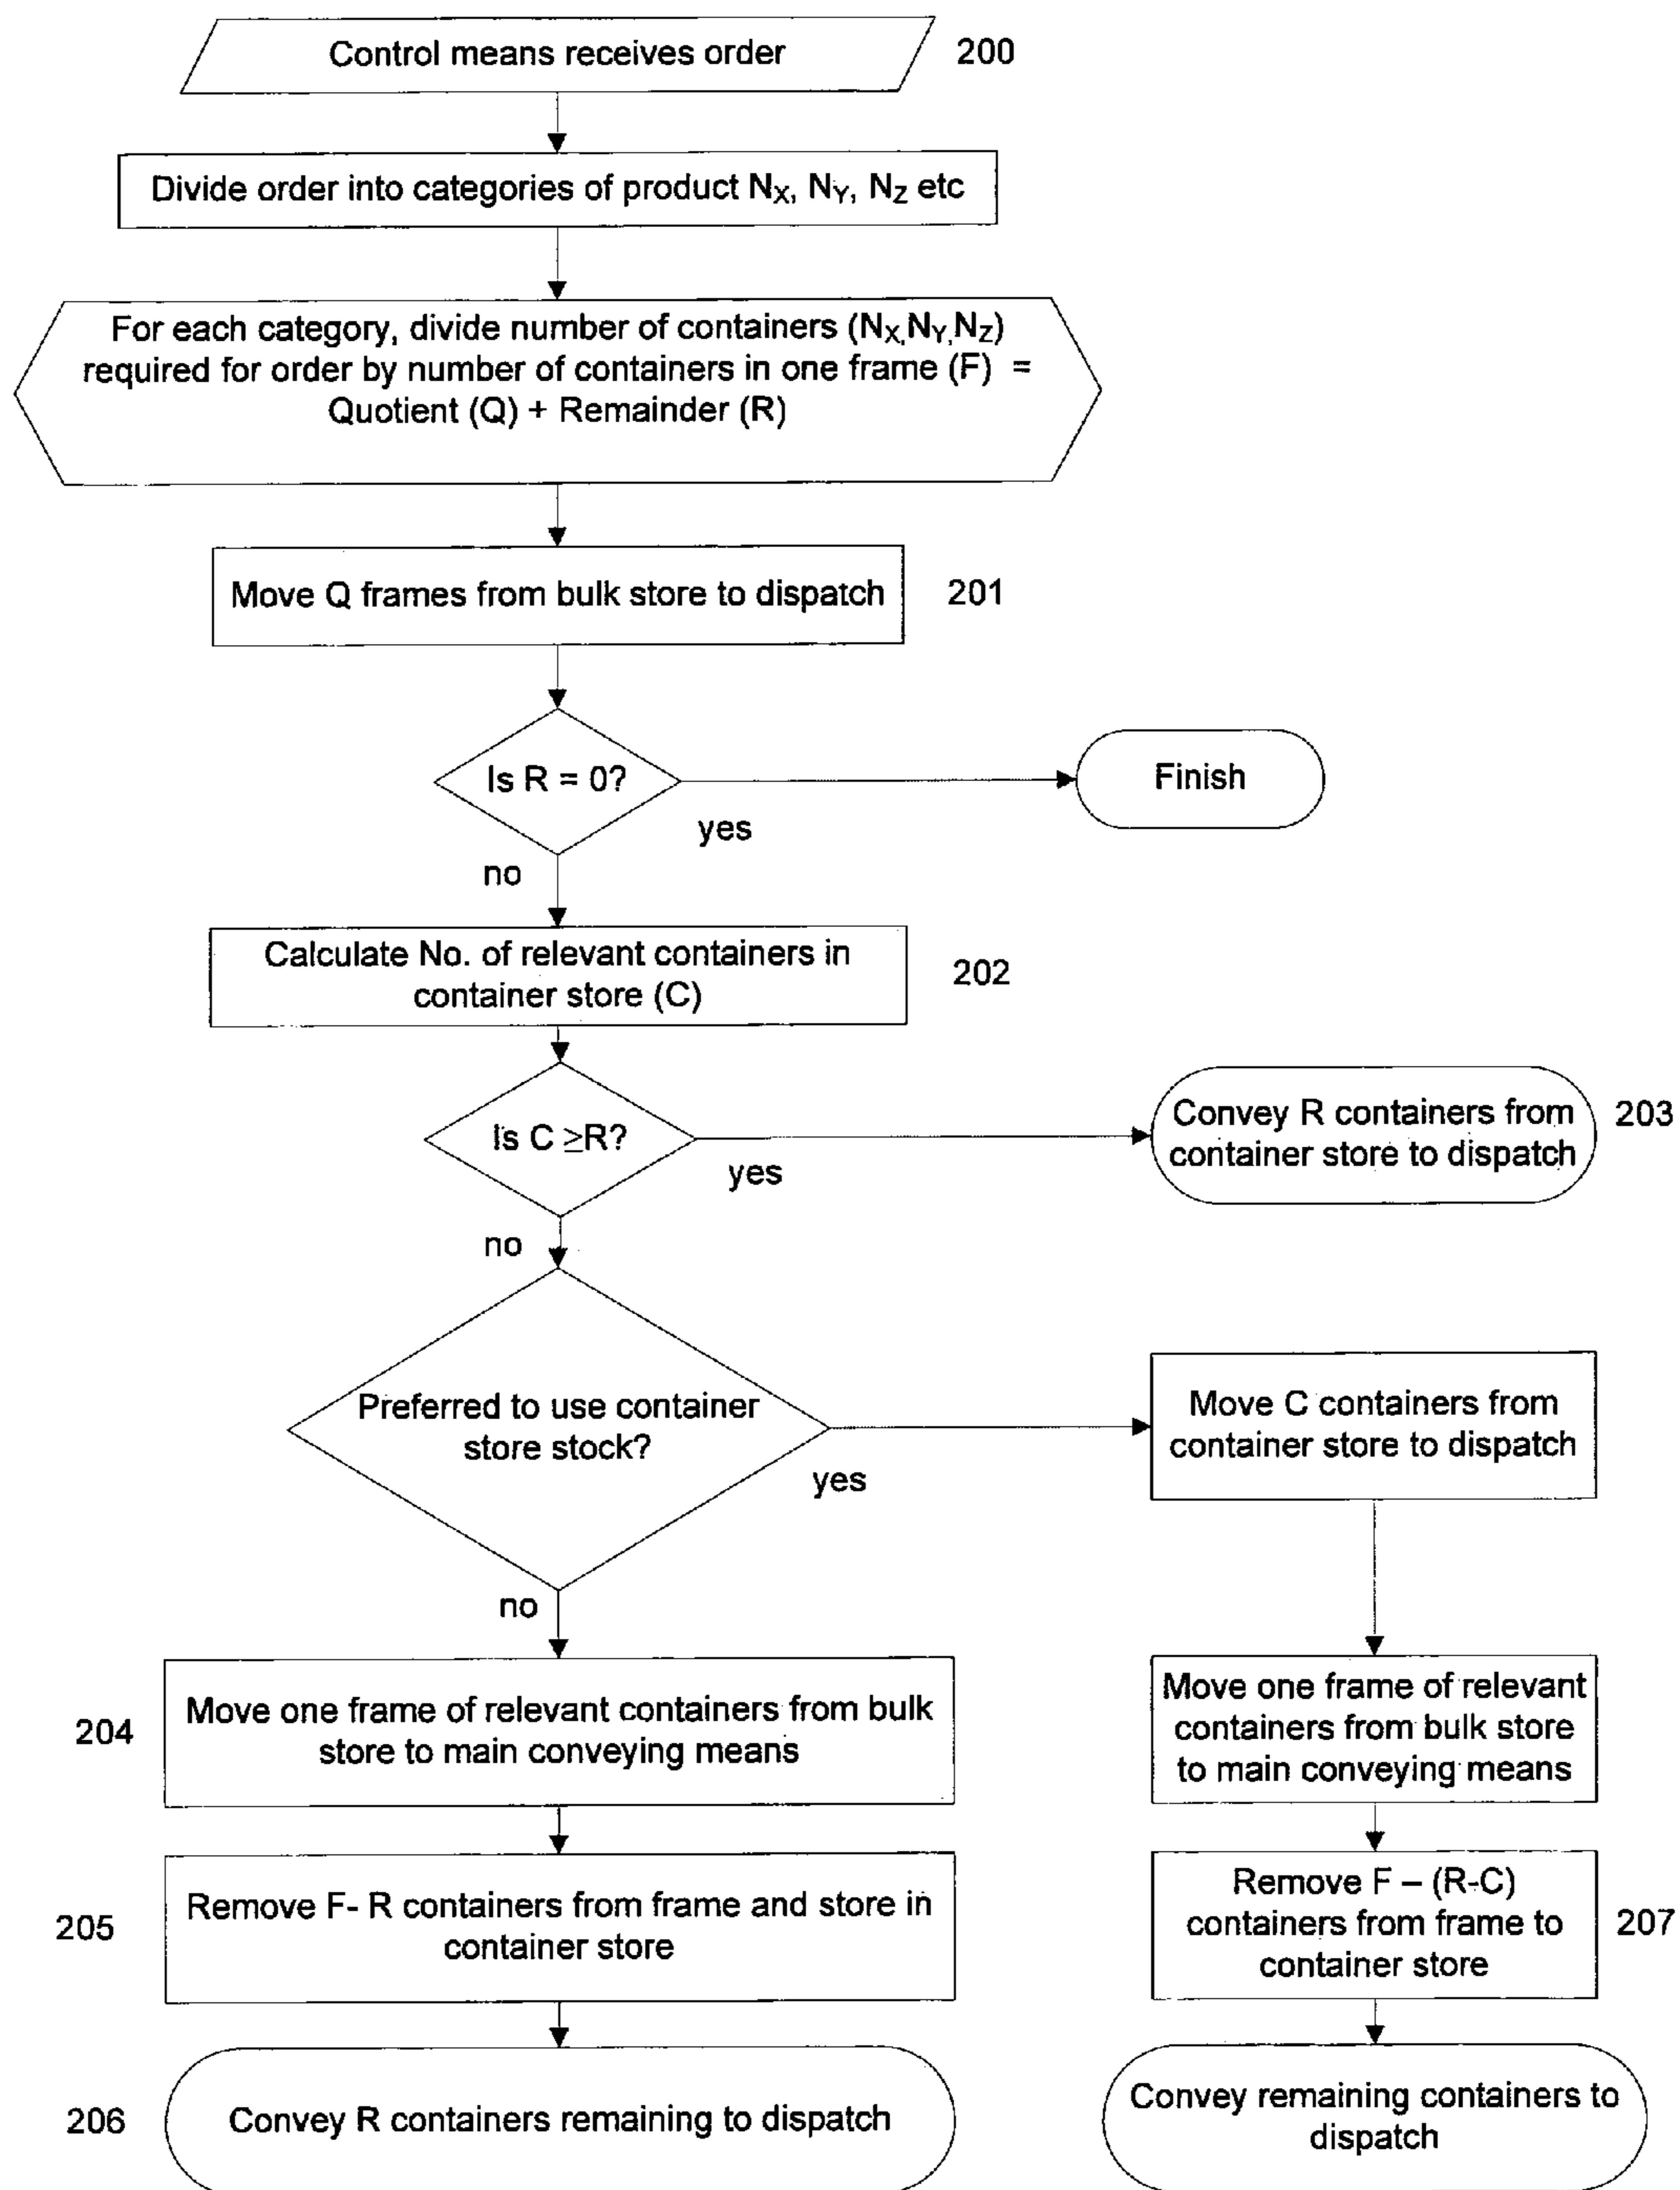 Control means receives order
200
Divide order into categories of product NX, NY, NZ etc
For each category, divide number of containers (NX,NY,NZ)
required for order by number of containers in one frame (F) =
Quotient (Q) + Remainder (R)
Move Q frames from bulk store to dispatch
201
Is R = 0?
Finish
yes
no
Calculate No. of relevant containers in
container store (C)
202
Is C ≥R?
yes
Convey R containers from
container store to dispatch
203
no
Preferred to use container
store stock?
yes
Move C containers from
container store to dispatch
no
204
Move one frame of relevant containers from bulk
store to main conveying means
Move one frame of relevant
containers from bulk store
to main conveying means
205
Remove F- R containers from frame and store in
container store
Remove F – (R-C)
containers from frame to
container store
207
206
Convey R containers remaining to dispatch
Convey remaining containers to
dispatch